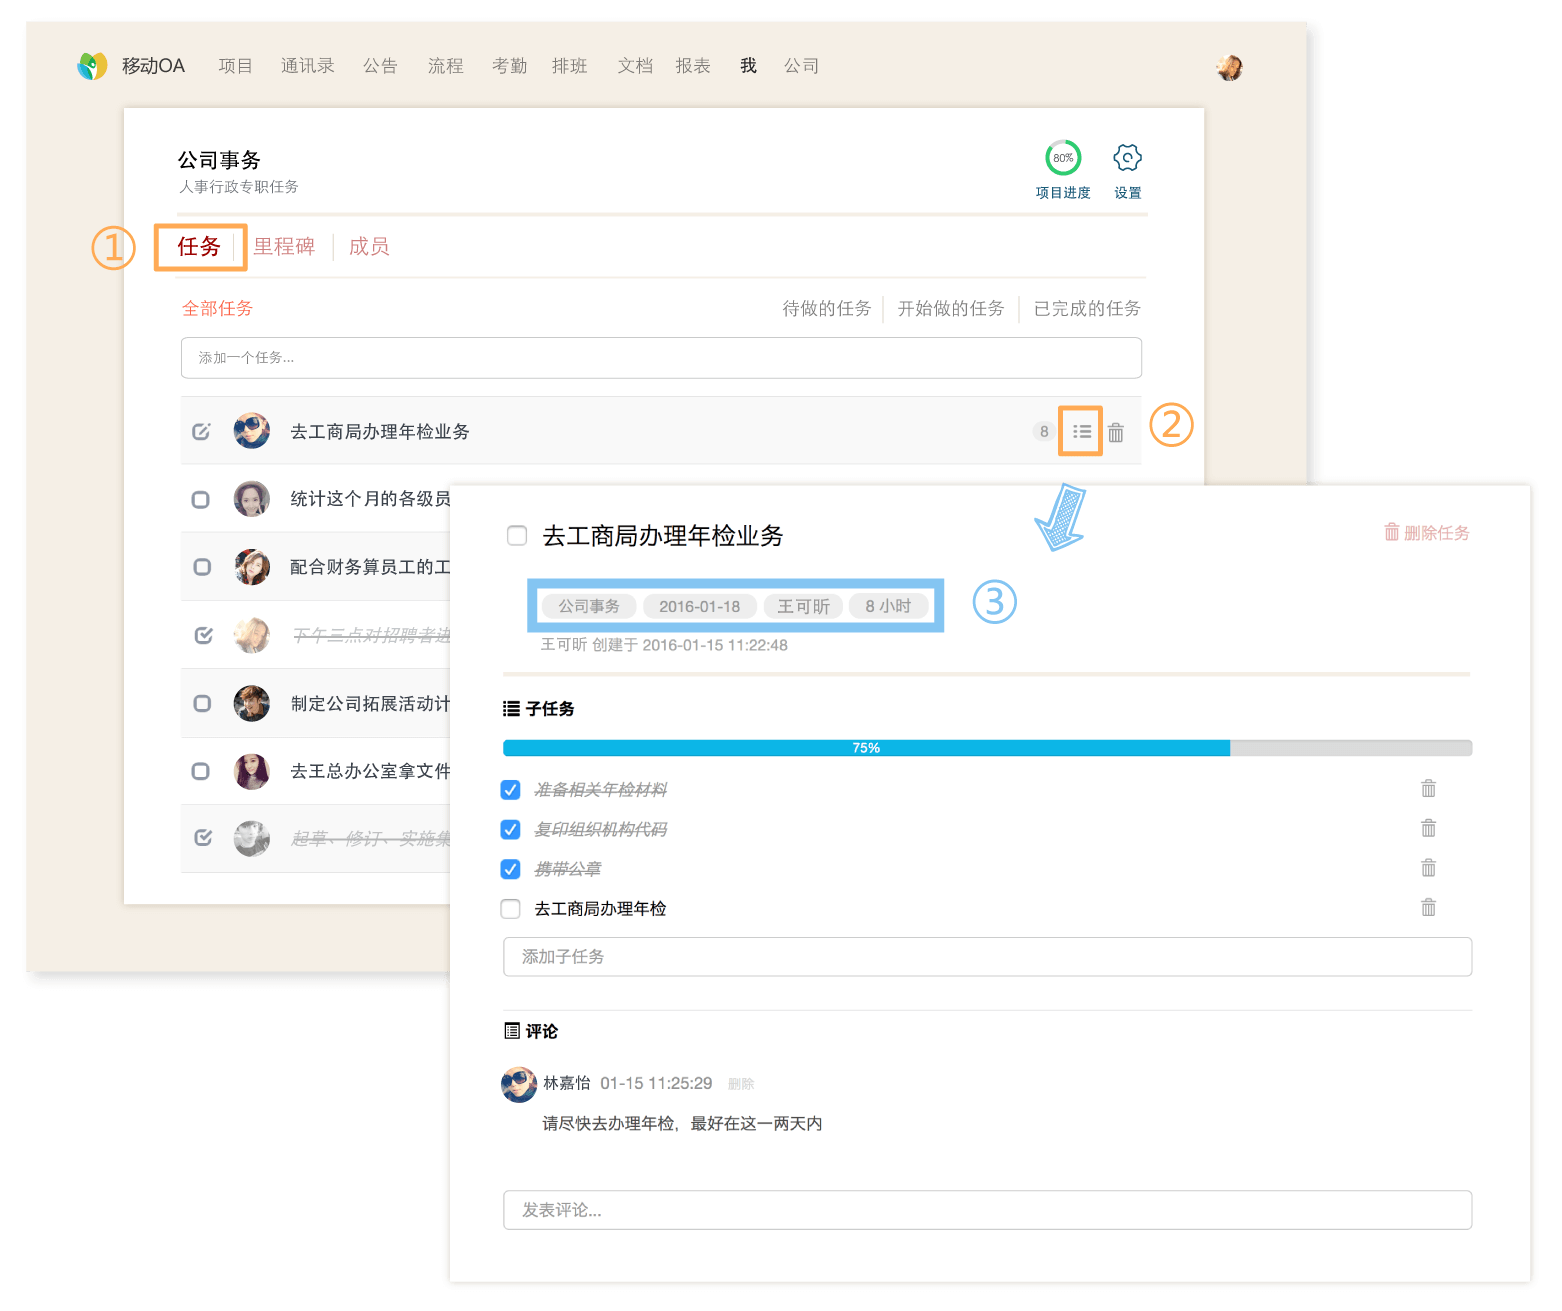 移动OA 项目 通讯录 公告 流程 考勤 排班 文档 报表 我 公司
公司事务
人事行政专职任务
80%
项目进度 设置
① 任务 里程碑 成员
全部任务 待做的任务 开始做的任务 已完成的任务
添加一个任务...
去工商局办理年检业务 8 ②
统计这个月的各级员
配合财务算员工的工
下午三点对招聘者进
制定公司拓展活动计
去王总办公室拿文件
起草、修订、实施集
去工商局办理年检业务 删除任务
公司事务 2016-01-18 王可昕 8 小时 ③
王可昕 创建于 2016-01-15 11:22:48
子任务
75%
准备相关年检材料
复印组织机构代码
携带公章
去工商局办理年检
添加子任务
评论
林嘉怡 01-15 11:25:29 删除
请尽快去办理年检，最好在这一两天内
发表评论...